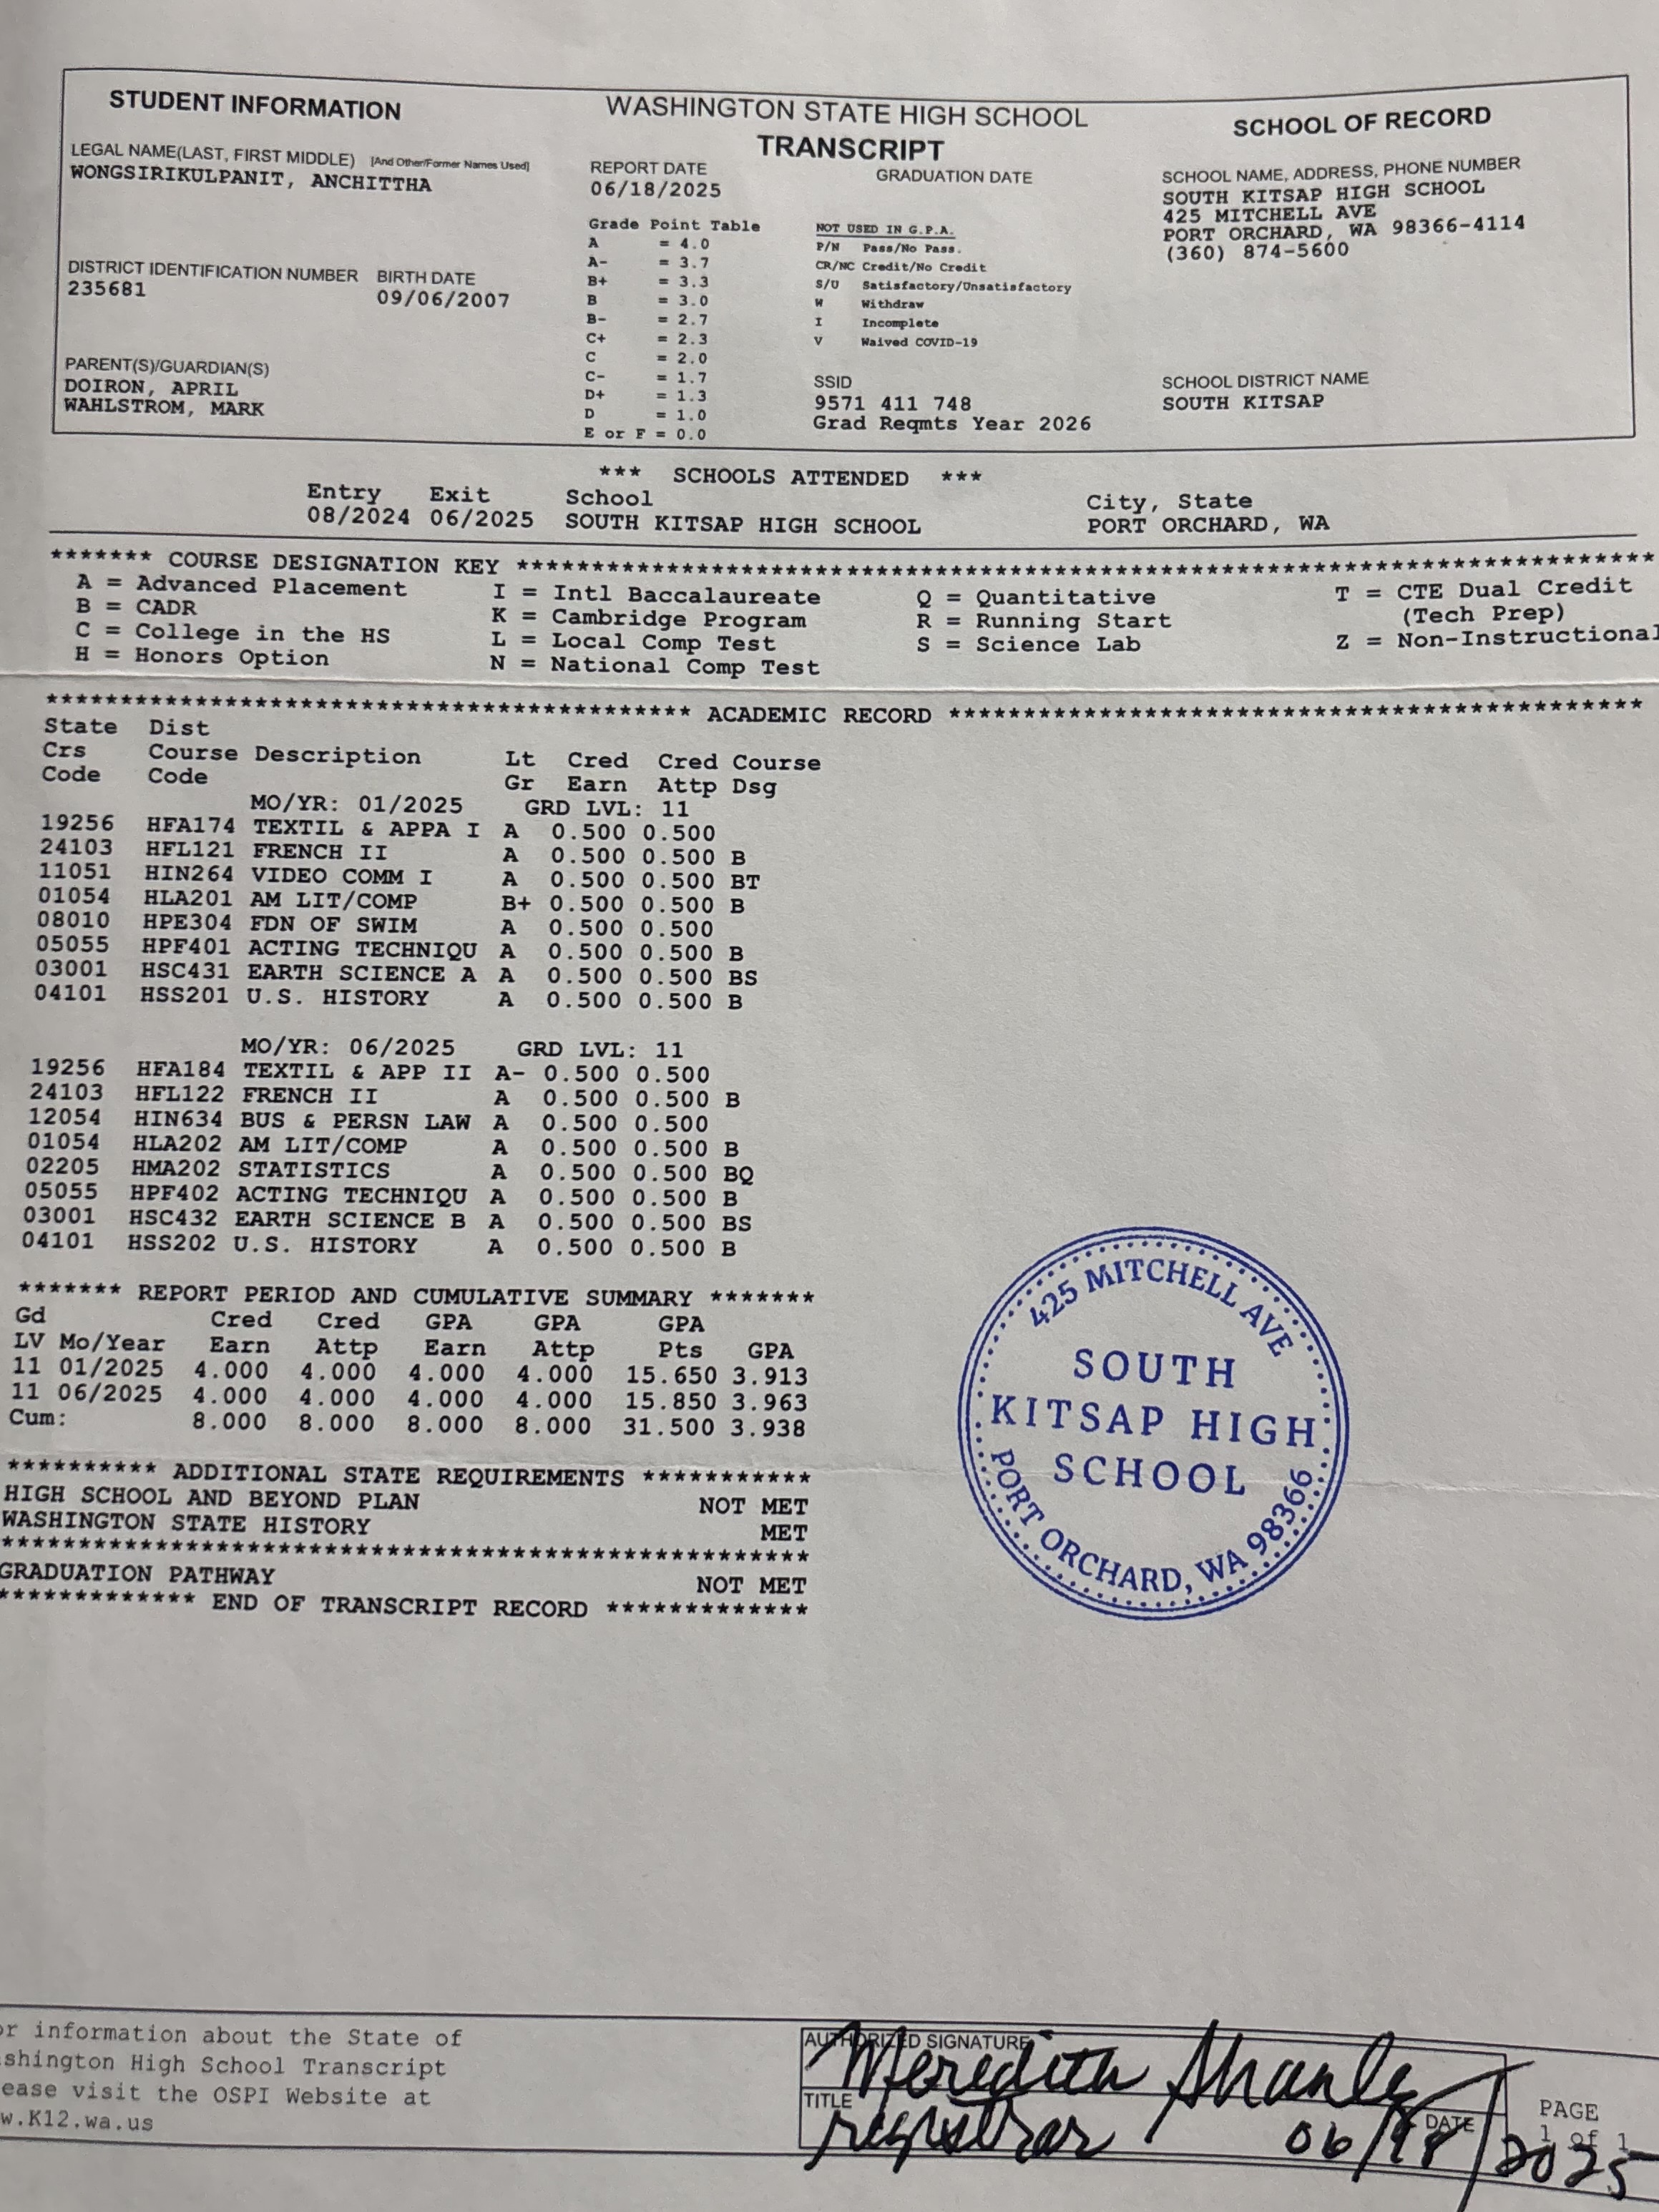 STUDENT INFORMATION
LEGAL NAME(LAST, FIRST MIDDLE) [And Other/Former Names Used]
WONGSIRIKULPANIT, ANCHITTHA
DISTRICT IDENTIFICATION NUMBER BIRTH DATE
235681 09/06/2007
PARENT(S)/GUARDIAN(S)
DOIRON, APRIL
WAHLSTROM, MARK
WASHINGTON STATE HIGH SCHOOL
TRANSCRIPT
REPORT DATE GRADUATION DATE
06/18/2025
Grade Point Table
A = 4.0
A- = 3.7
B+ = 3.3
B = 3.0
B- = 2.7
C+ = 2.3
C = 2.0
C- = 1.7
D+ = 1.3
D = 1.0
E or F = 0.0
NOT USED IN G.P.A.
P/N Pass/No Pass.
CR/NC Credit/No Credit
S/U Satisfactory/Unsatisfactory
W Withdraw
I Incomplete
V Waived COVID-19
SSID
9571 411 748
Grad Reqmts Year 2026
SCHOOL OF RECORD
SCHOOL NAME, ADDRESS, PHONE NUMBER
SOUTH KITSAP HIGH SCHOOL
425 MITCHELL AVE
PORT ORCHARD, WA 98366-4114
(360) 874-5600
SCHOOL DISTRICT NAME
SOUTH KITSAP
*** SCHOOLS ATTENDED ***
Entry Exit School City, State
08/2024 06/2025 SOUTH KITSAP HIGH SCHOOL PORT ORCHARD, WA
******* COURSE DESIGNATION KEY *******
A = Advanced Placement I = Intl Baccalaureate Q = Quantitative T = CTE Dual Credit
B = CADR K = Cambridge Program R = Running Start (Tech Prep)
C = College in the HS L = Local Comp Test S = Science Lab Z = Non-Instructional
H = Honors Option N = National Comp Test
******* ACADEMIC RECORD *******
State Dist
Crs Course Description Lt Cred Cred Course
Code Code Gr Earn Attp Dsg
MO/YR: 01/2025 GRD LVL: 11
19256 HFA174 TEXTIL & APPA I A 0.500 0.500
24103 HFL121 FRENCH II A 0.500 0.500 B
11051 HIN264 VIDEO COMM I A 0.500 0.500 BT
01054 HLA201 AM LIT/COMP B+ 0.500 0.500 B
08010 HPE304 FDN OF SWIM A 0.500 0.500
05055 HPF401 ACTING TECHNIQU A 0.500 0.500 B
03001 HSC431 EARTH SCIENCE A A 0.500 0.500 BS
04101 HSS201 U.S. HISTORY A 0.500 0.500 B
MO/YR: 06/2025 GRD LVL: 11
19256 HFA184 TEXTIL & APP II A- 0.500 0.500
24103 HFL122 FRENCH II A 0.500 0.500 B
12054 HIN634 BUS & PERSN LAW A 0.500 0.500
01054 HLA202 AM LIT/COMP A 0.500 0.500 B
02205 HMA202 STATISTICS A 0.500 0.500 BQ
05055 HPF402 ACTING TECHNIQU A 0.500 0.500 B
03001 HSC432 EARTH SCIENCE B A 0.500 0.500 BS
04101 HSS202 U.S. HISTORY A 0.500 0.500 B
******* REPORT PERIOD AND CUMULATIVE SUMMARY *******
Gd Cred Cred GPA GPA GPA
LV Mo/Year Earn Attp Earn Attp Pts GPA
11 01/2025 4.000 4.000 4.000 4.000 15.650 3.913
11 06/2025 4.000 4.000 4.000 4.000 15.850 3.963
Cum: 8.000 8.000 8.000 8.000 31.500 3.938
********** ADDITIONAL STATE REQUIREMENTS ***********
HIGH SCHOOL AND BEYOND PLAN NOT MET
WASHINGTON STATE HISTORY MET
GRADUATION PATHWAY NOT MET
************* END OF TRANSCRIPT RECORD *************
425 MITCHELL AVE
SOUTH
KITSAP HIGH
SCHOOL
PORT ORCHARD, WA 98366
or information about the State of
shington High School Transcript
ease visit the OSPI Website at
w.K12.wa.us
AUTHORIZED SIGNATURE
Meredith
TITLE
registrar
DATE
06/18/2025
PAGE
1 of 1